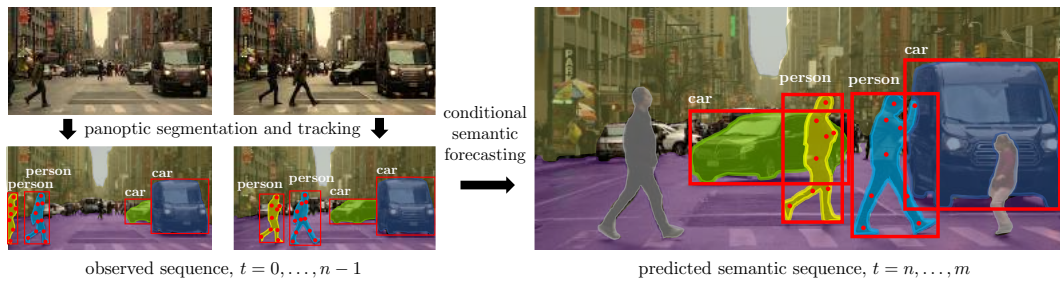 panoptic segmentation and tracking
person
person
car
car
person
person
car
car
observed sequence, t = 0, . . . , n − 1
conditional
semantic
forecasting
car
person
person
car
predicted semantic sequence, t = n, . . . , m